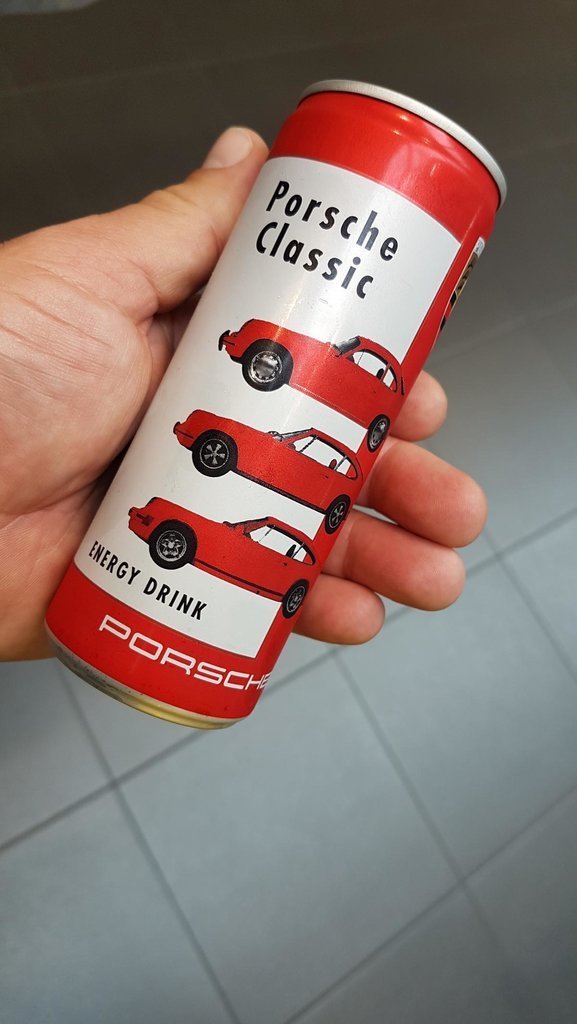 Porsche
Classic
ENERGY DRINK
PORSCHE